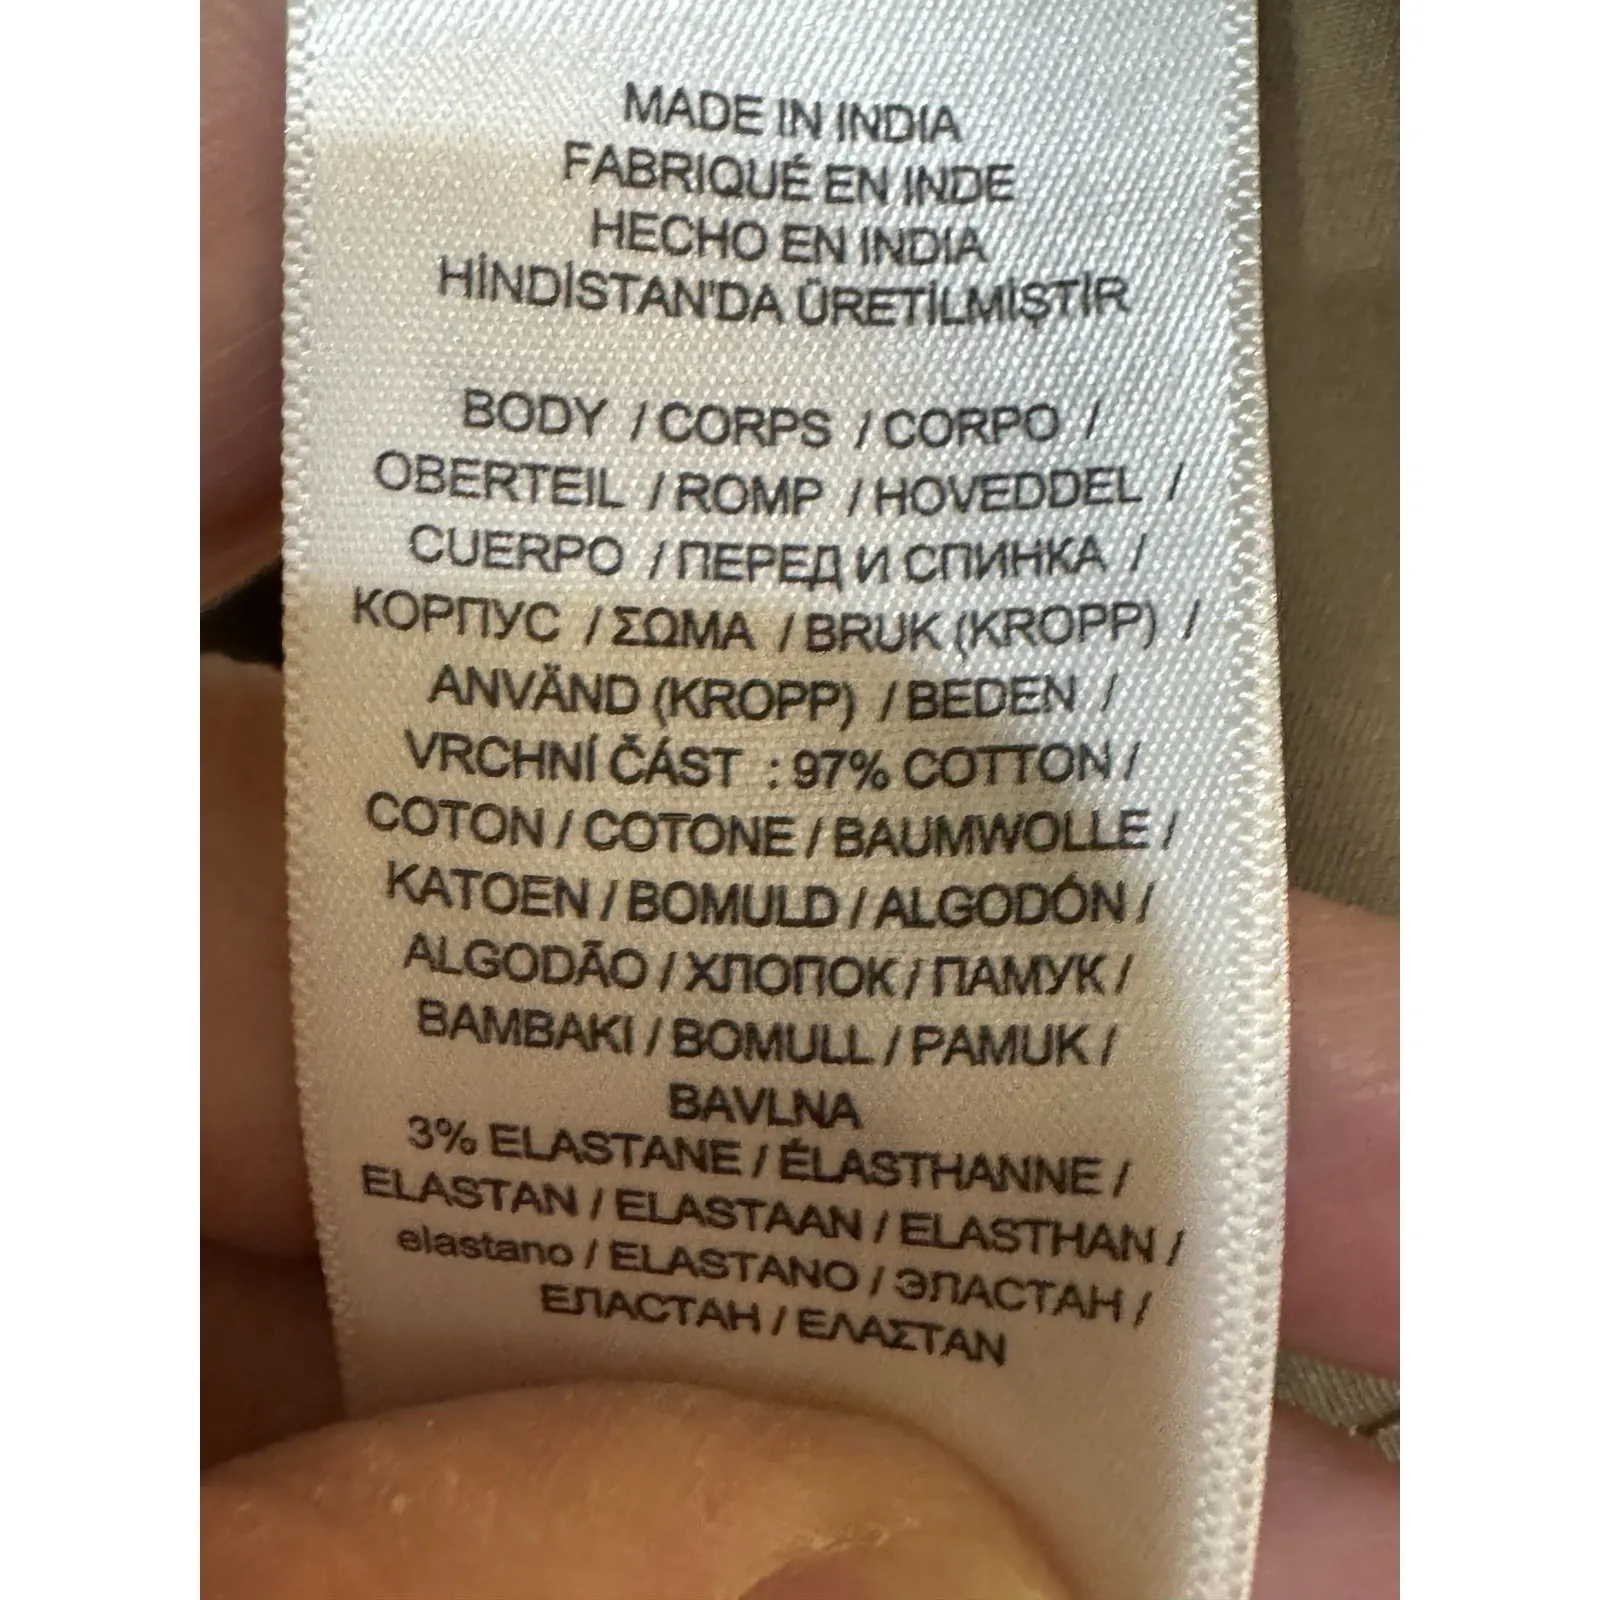 MADE IN INDIA
FABRIQUÉ EN INDE
HECHO EN INDIA
HİNDİSTAN'DA ÜRETİLMİŞTİR
BODY / CORPS / CORPO /
OBERTEIL / ROMP / HOVEDDEL /
CUERPO / ПЕРЕД И СПИНКА /
КОРПУС / ΣΩΜΑ / BRUK (KROPP) /
ANVÄND (KROPP) / BEDEN /
VRCHNÍ ČÁST : 97% COTTON /
COTON / COTONE / BAUMWOLLE /
KATOEN / BOMULD / ALGODÓN /
ALGODÃO / ХЛОПОК / ПАМУК /
BAMBAKI / BOMULL / PAMUK /
BAVLNA
3% ELASTANE / ÉLASTHANNE /
ELASTAN / ELASTAAN / ELASTHAN /
elastano / ELASTANO / ЭЛАСТАН /
ЕЛАСТАН / ΕΛΑΣΤΑΝ